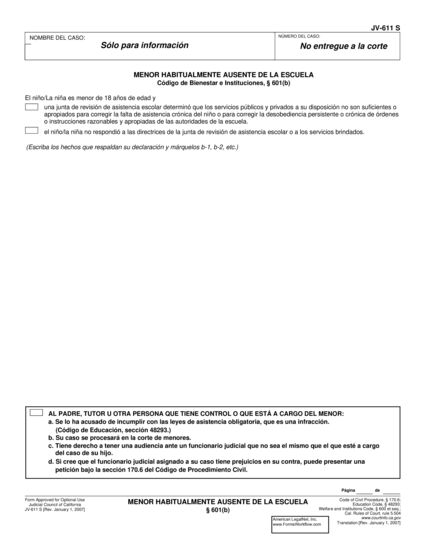 JV-611 S
NOMBRE DEL CASO:
Sólo para información
NÚMERO DEL CASO:
No entregue a la corte
MENOR HABITUALMENTE AUSENTE DE LA ESCUELA
Código de Bienestar e Instituciones, § 601(b)
El niño/La niña es menor de 18 años de edad y
una junta de revisión de asistencia escolar determinó que los servicios públicos y privados a su disposición no son suficientes o
apropiados para corregir la falta de asistencia crónica del niño o para corregir la desobediencia persistente o crónica de órdenes
o instrucciones razonables y apropiadas de las autoridades de la escuela.
el niño/la niña no respondió a las directrices de la junta de revisión de asistencia escolar o a los servicios brindados.
(Escriba los hechos que respaldan su declaración y márquelos b-1, b-2, etc.)
AL PADRE, TUTOR U OTRA PERSONA QUE TIENE CONTROL O QUE ESTÁ A CARGO DEL MENOR:
a. Se lo ha acusado de incumplir con las leyes de asistencia obligatoria, que es una infracción.
(Código de Educación, sección 48293.)
b. Su caso se procesará en la corte de menores.
c. Tiene derecho a tener una audiencia ante un funcionario judicial que no sea el mismo que el que esté a cargo
del caso de su hijo.
d. Si cree que el funcionario judicial asignado a su caso tiene prejuicios en su contra, puede presentar una
petición bajo la sección 170.6 del Código de Procedimiento Civil.
Página de
Form Approved for Optional Use
Judicial Council of California
JV-611 S [Rev. January 1, 2007]
MENOR HABITUALMENTE AUSENTE DE LA ESCUELA
§ 601(b)
Code of Civil Procedure, § 170.6;
Education Code, § 48293;
Welfare and Institutions Code, § 600 et seq.;
Cal. Rules of Court, rule 5.504
www.courtinfo.ca.gov
Translation [Rev. January 1, 2007]
American LegalNet, Inc.
www.FormsWorkflow.com